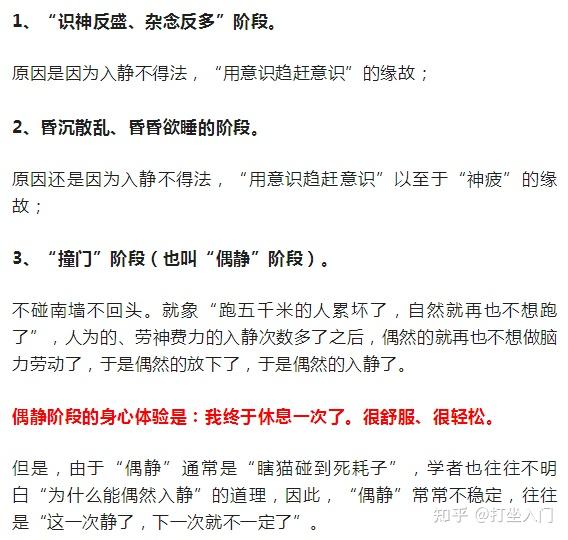 1、“识神反盛、杂念反多”阶段。
原因是因为入静不得法，“用意识趋赶意识”的缘故；
2、昏沉散乱、昏昏欲睡的阶段。
原因还是因为入静不得法，“用意识趋赶意识”以至于“神疲”的缘
故；
3、“撞门”阶段（也叫“偶静”阶段）。
不碰南墙不回头。就象“跑五千米的人累坏了，自然就再也不想跑
了”，人为的、劳神费力的入静次数多了之后，偶然的就再也不想做脑
力劳动了，于是偶然的放下了，于是偶然的入静了。
偶静阶段的身心体验是：我终于休息一次了。很舒服、很轻松。
但是，由于“偶静”通常是“瞎猫碰到死耗子”，学者也往往不明
白“为什么能偶然入静”的道理，因此，“偶静”常常不稳定，往往
是“这一次静了，下一次就不一定了”。
知乎 @打坐入门